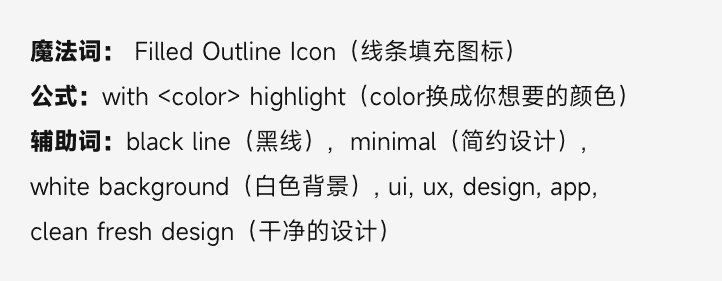 魔法词： Filled Outline Icon（线条填充图标）
公式：with <color> highlight（color换成你想要的颜色）
辅助词：black line（黑线）, minimal（简约设计）,
white background（白色背景）, ui, ux, design, app,
clean fresh design（干净的设计）